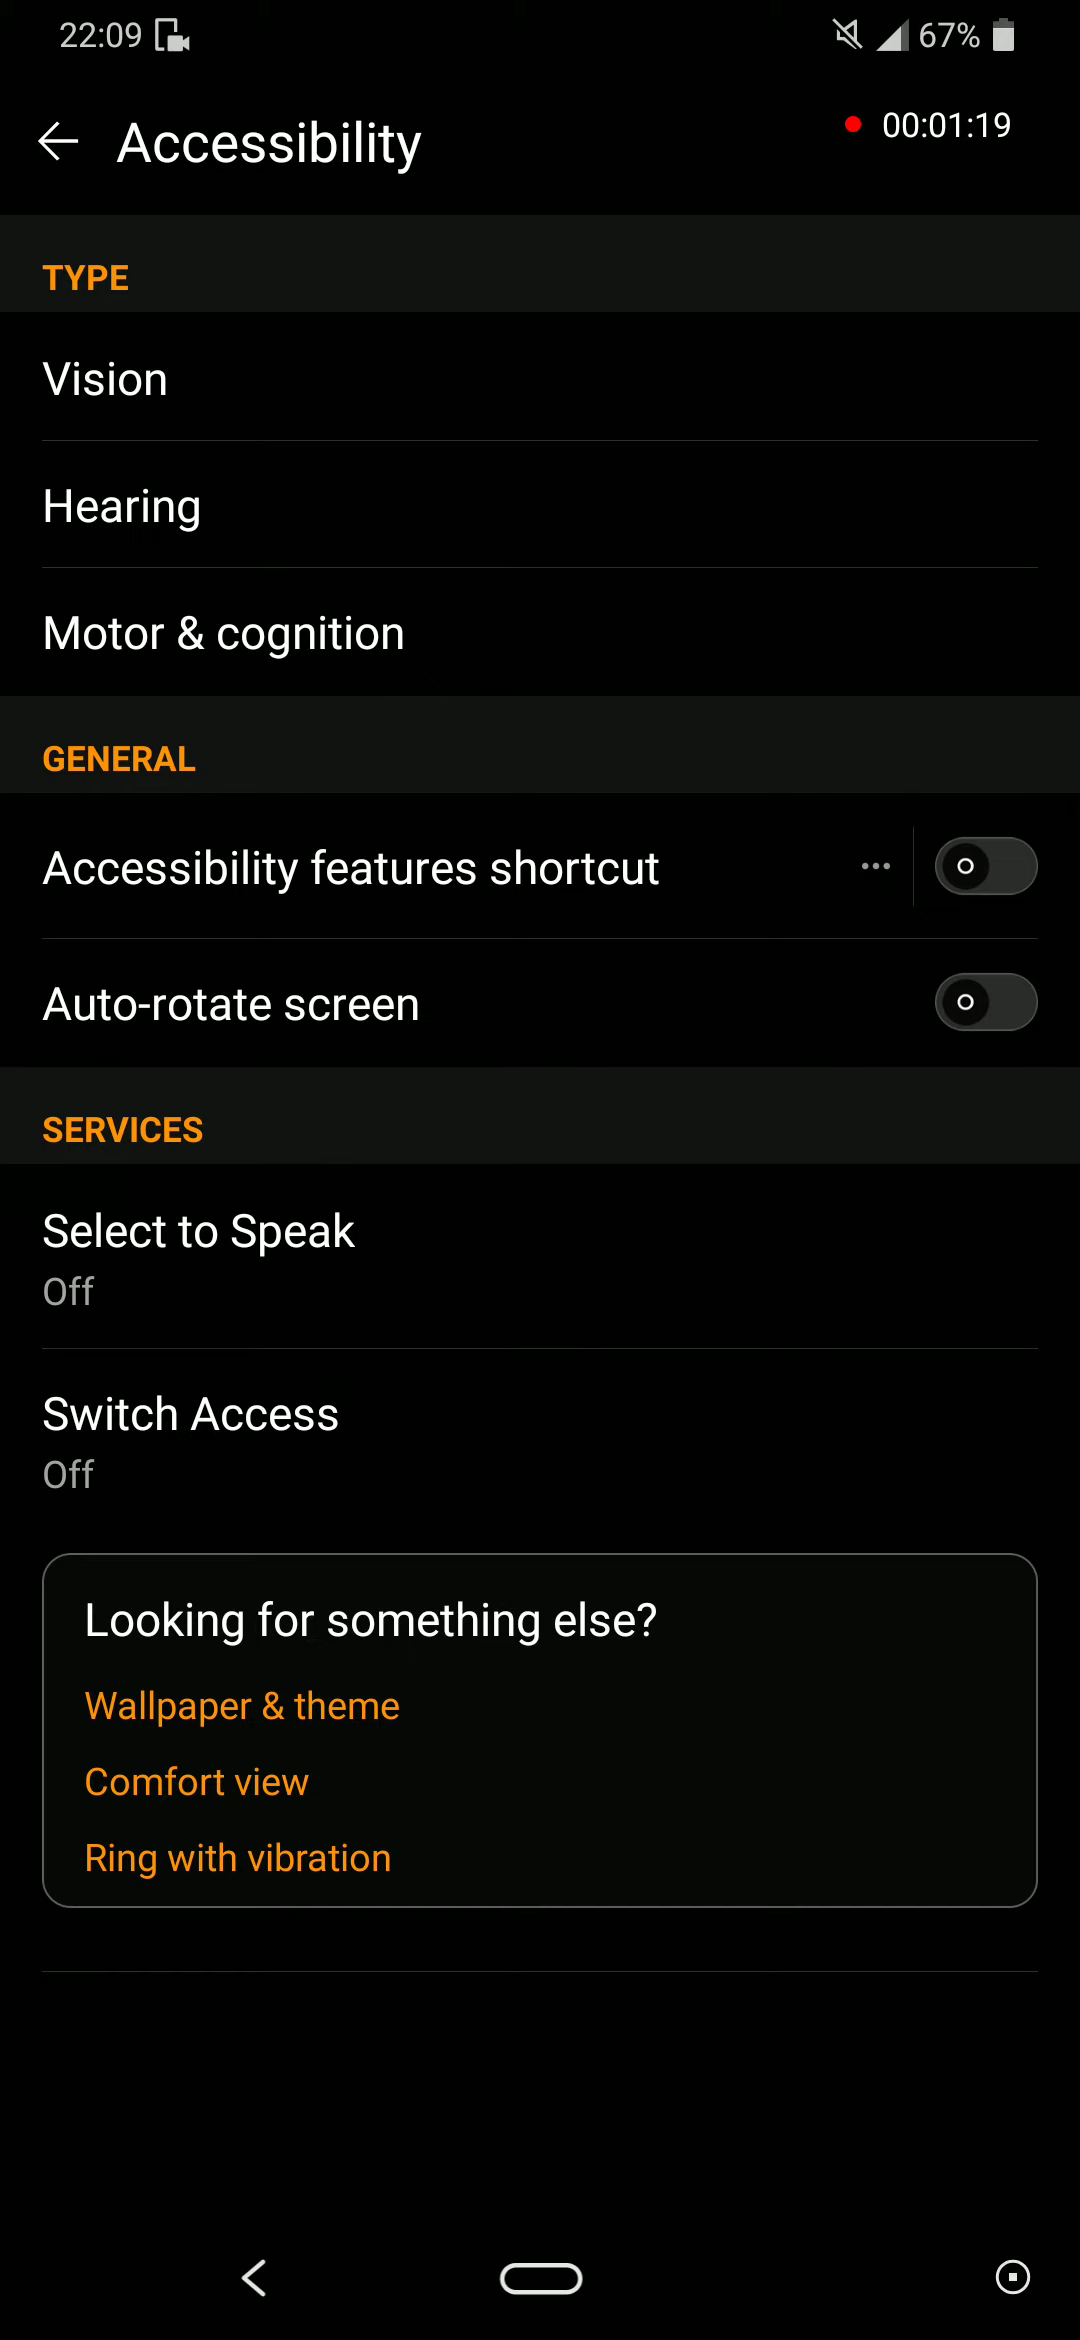 22:09
67%
Accessibility
00:01:19
TYPE
Vision
Hearing
Motor & cognition
GENERAL
Accessibility features shortcut
Auto-rotate screen
SERVICES
Select to Speak
Off
Switch Access
Off
Looking for something else?
Wallpaper & theme
Comfort view
Ring with vibration